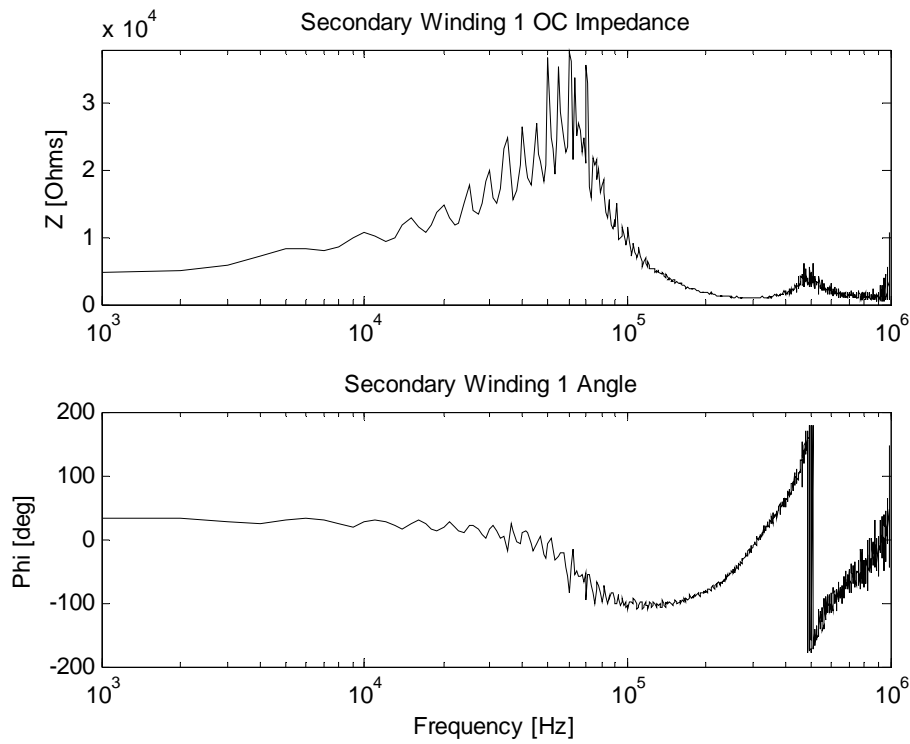 Secondary Winding 1 OC Impedance
x 10^4
Z [Ohms]
3
2
1
0
10^3
10^4
10^5
10^6
Secondary Winding 1 Angle
Phi [deg]
200
100
0
-100
-200
10^3
10^4
10^5
10^6
Frequency [Hz]